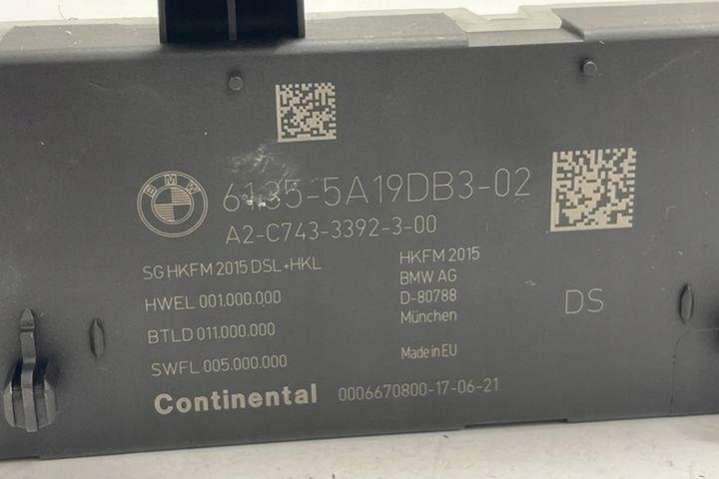 BMW
6135-5A19DB3-02
A2-C743-3392-3-00
SG HKFM 2015 DSL+HKL
HWEL 001.000.000
BTLD 011.000.000
SWFL 005.000.000
HKFM 2015
BMW AG
D-80788
München
Made in EU
DS
Continental 0006670800-17-06-21